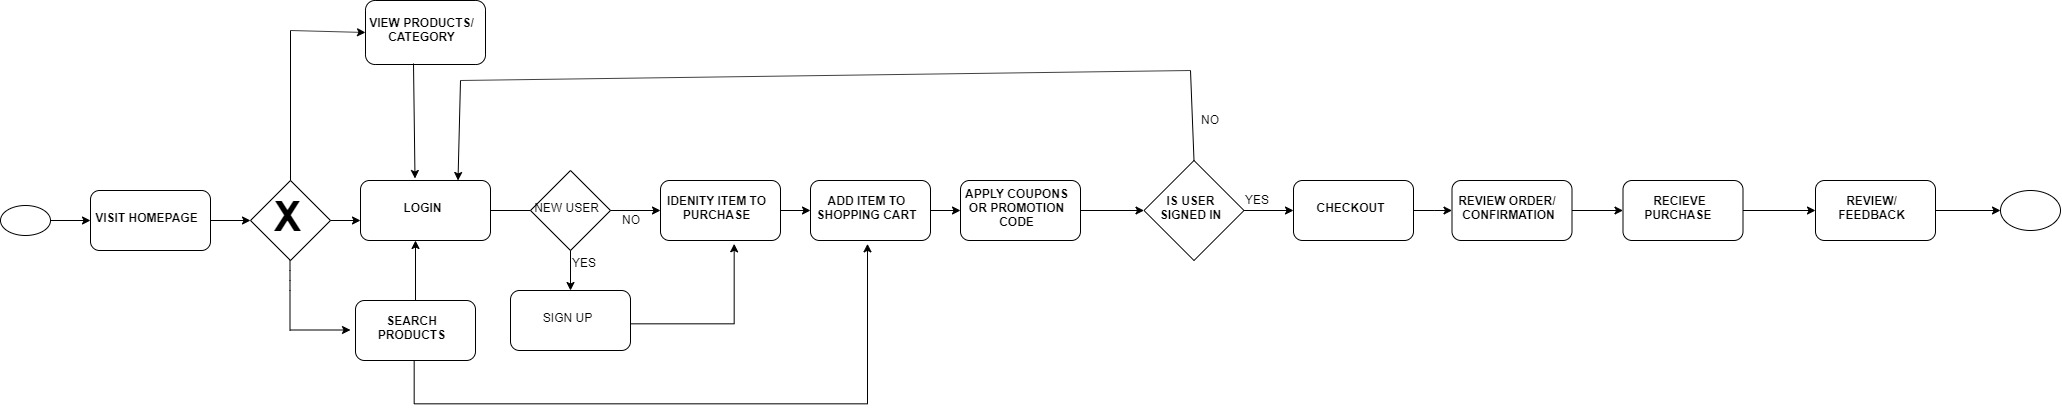 VIEW PRODUCTS/
CATEGORY
NO
VISIT HOMEPAGE
X
LOGIN
NEW USER
NO
IDENITY ITEM TO
PURCHASE
ADD ITEM TO
SHOPPING CART
APPLY COUPONS
OR PROMOTION
CODE
IS USER
SIGNED IN
YES
CHECKOUT
REVIEW ORDER/
CONFIRMATION
RECIEVE
PURCHASE
REVIEW/
FEEDBACK
YES
SEARCH
PRODUCTS
SIGN UP